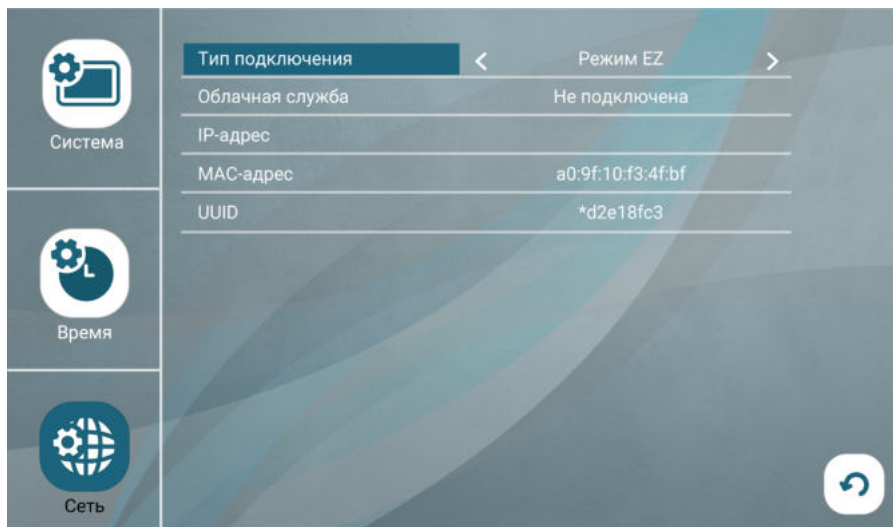 Система
Время
Сеть
Тип подключения Режим EZ
Облачная служба Не подключена
IP-адрес
МАС-адрес a0:9f:10:f3:4f:bf
UUID *d2e18fc3